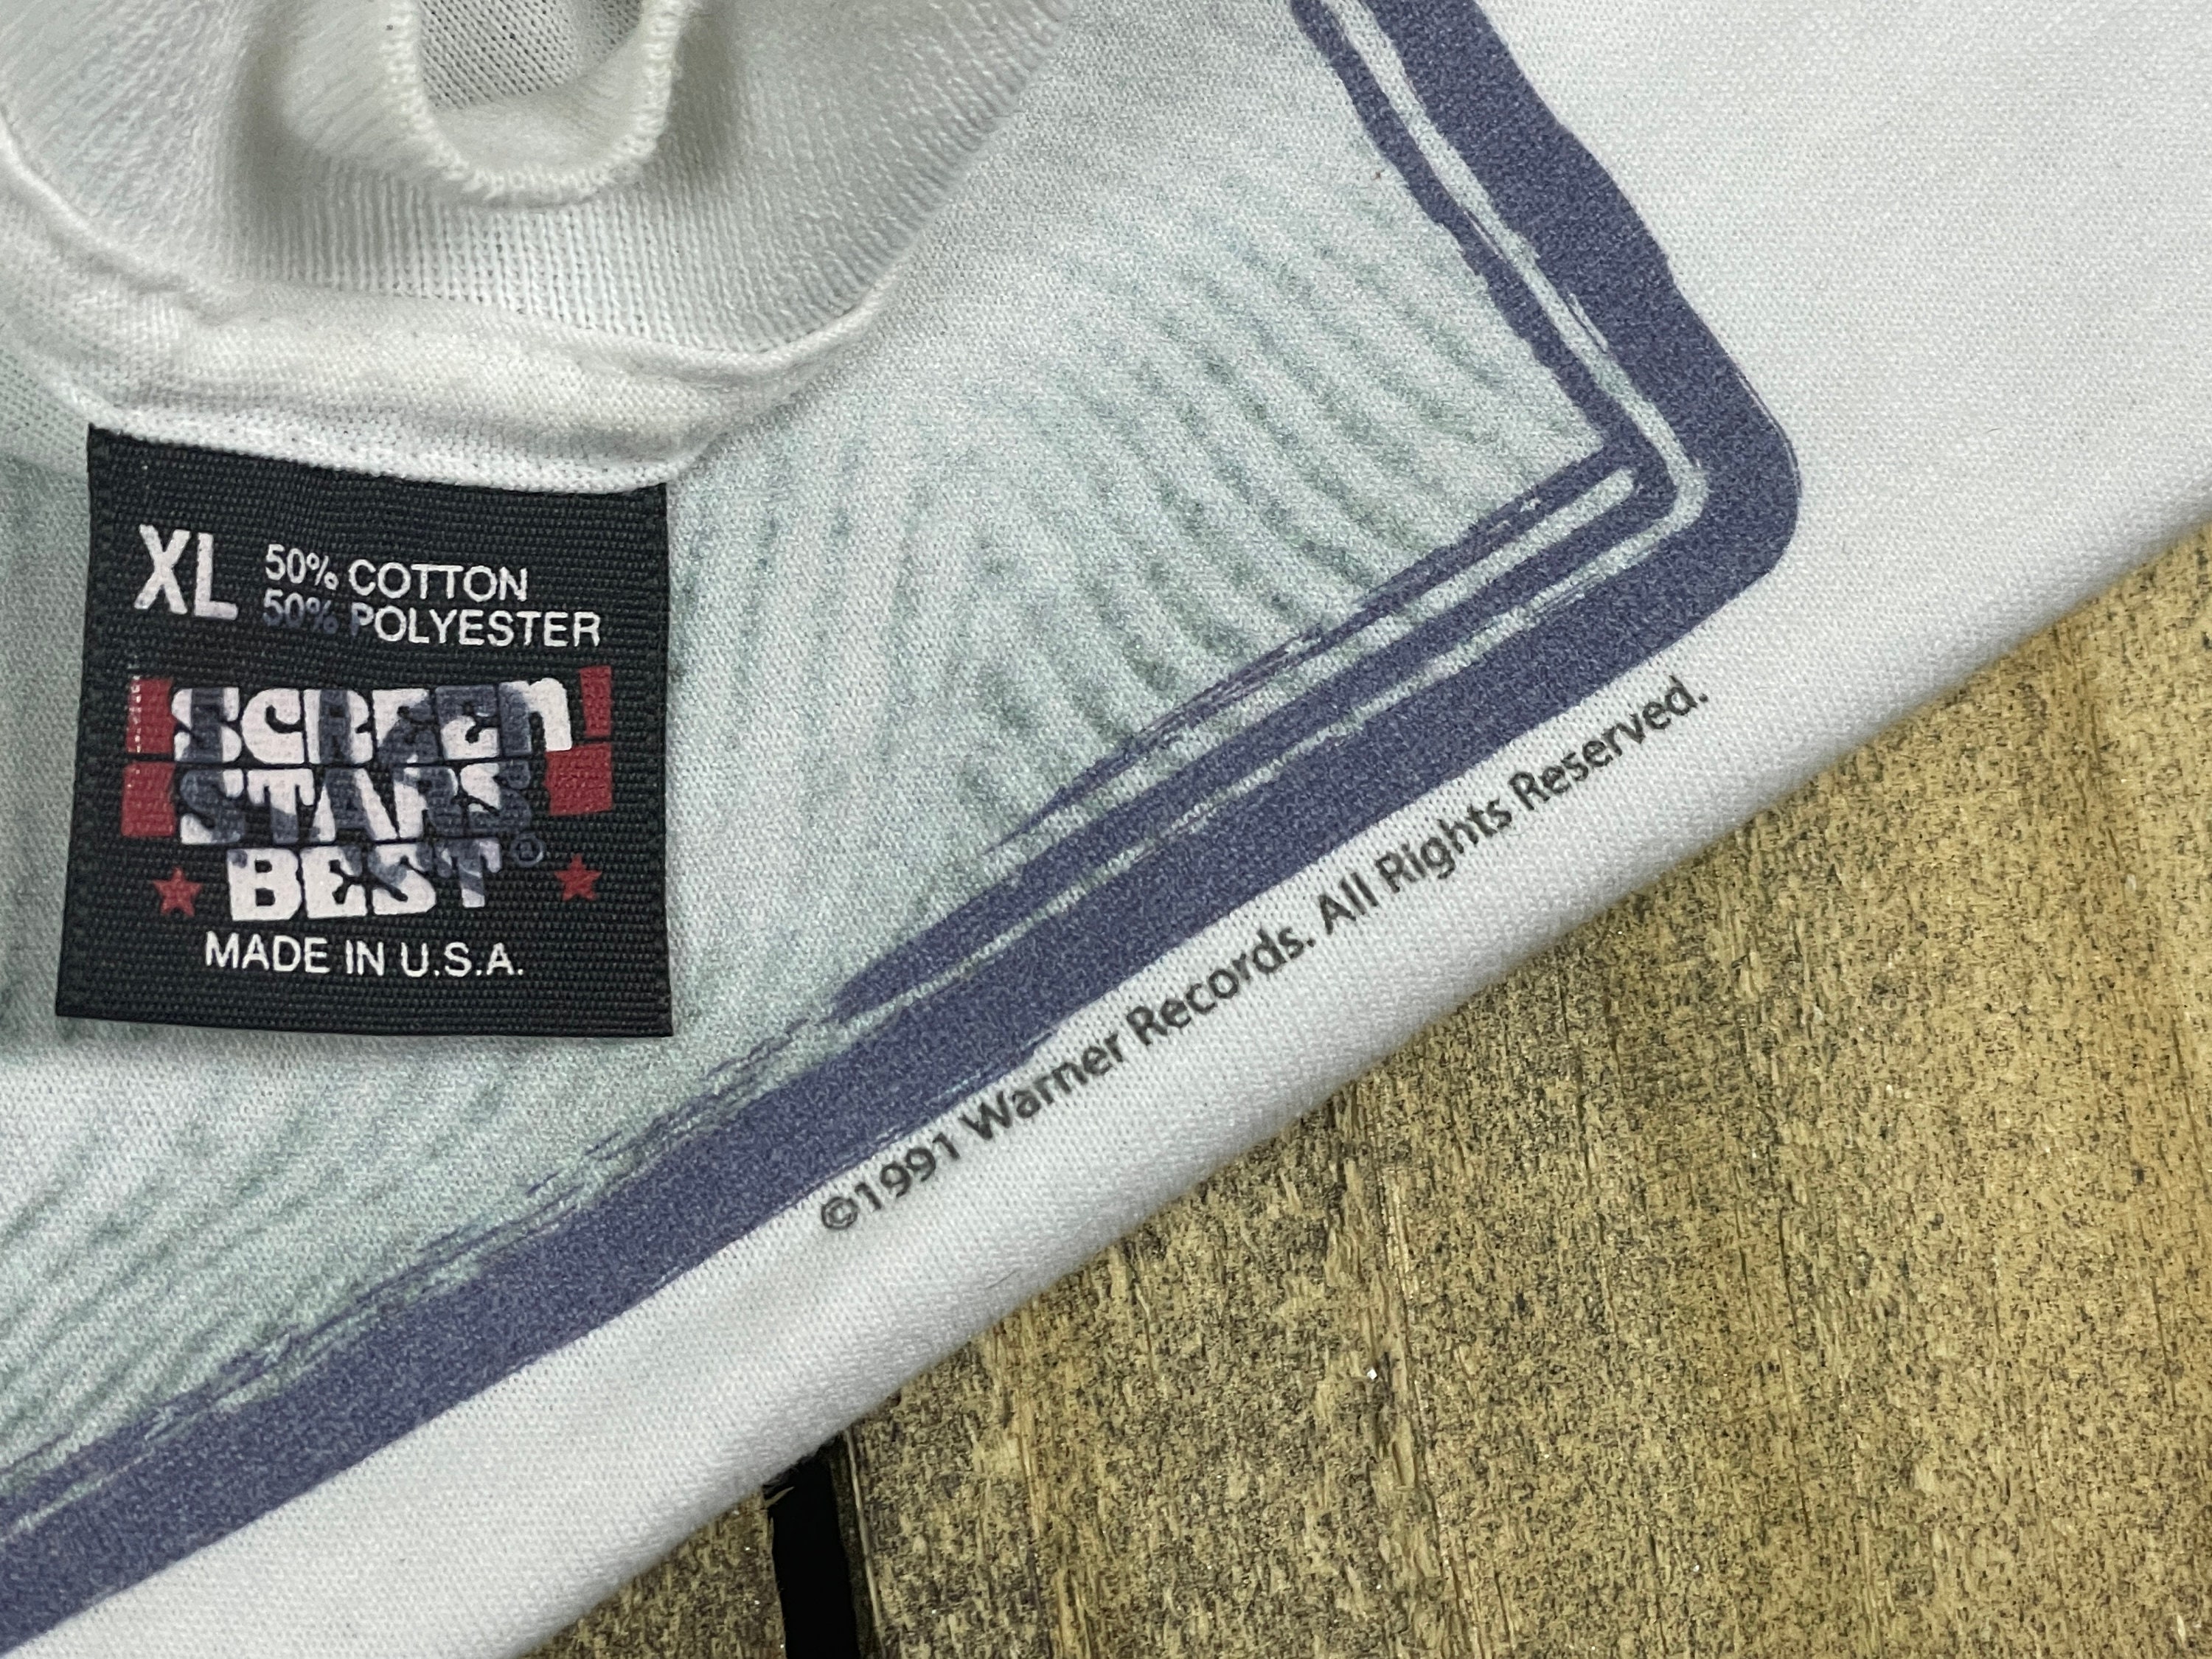 XL
50% COTTON
50% POLYESTER
SCREEN
STARS
BEST®
MADE IN U.S.A.
©1991 Warner Records. All Rights Reserved.